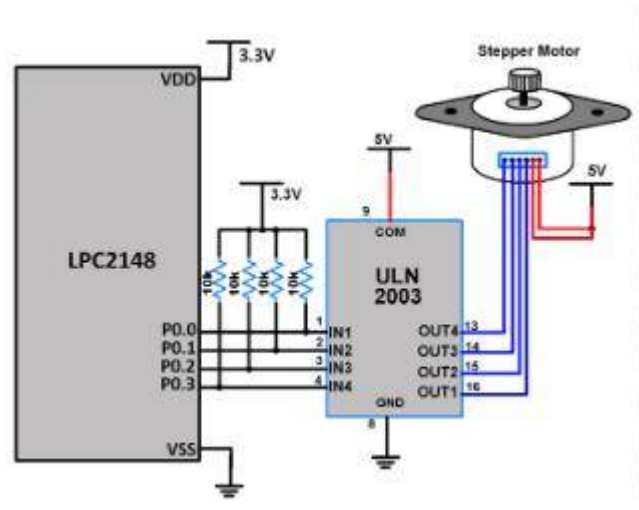 Stepper Motor
3.3V
VDD
5V
5V
3.3V
9
COM
LPC2148
10k
10k
10k
10k
ULN
2003
P0.0
1
IN1
OUT4
13
P0.1
2
IN2
OUT3
14
P0.2
3
IN3
OUT2
15
P0.3
4
IN4
OUT1
16
GND
8
VSS